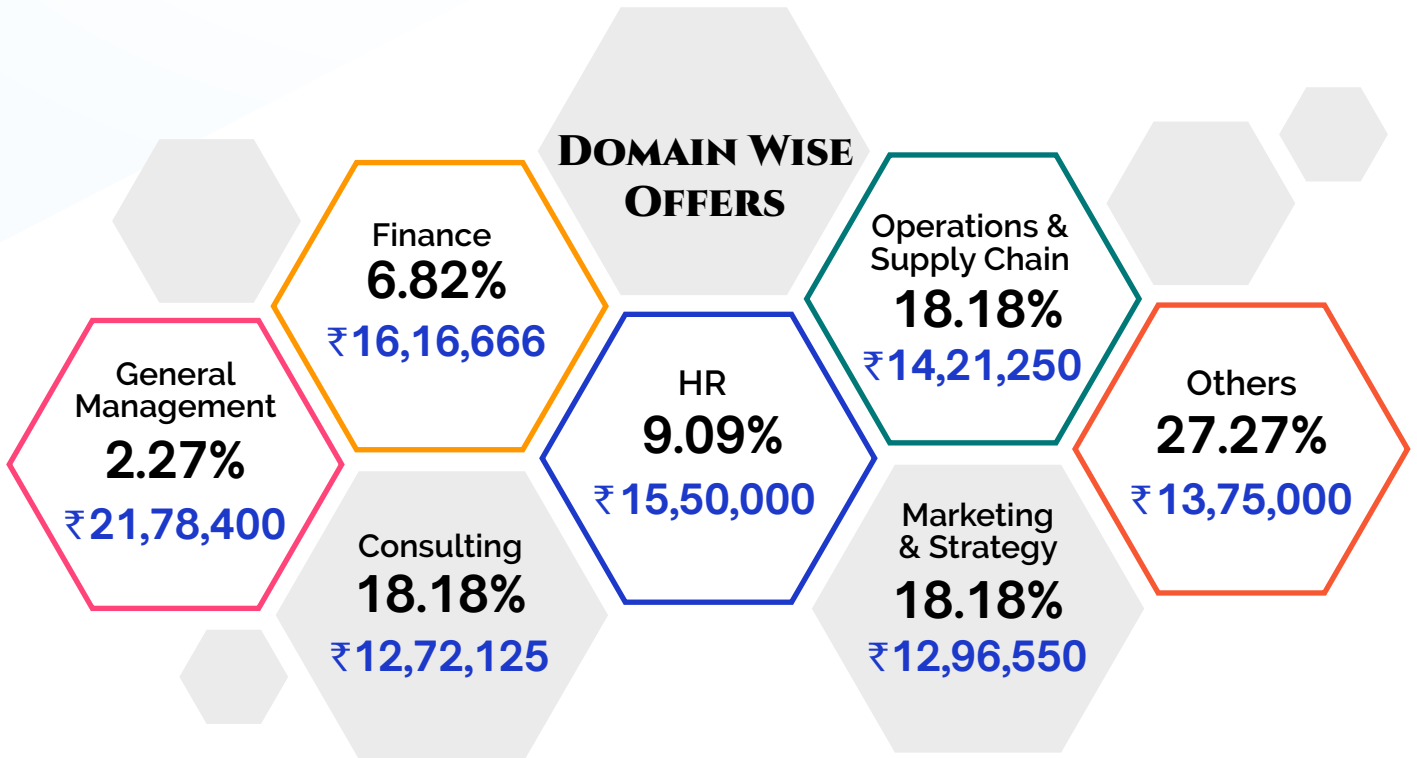 DOMAIN WISE
OFFERS
General
Management
2.27%
₹21,78,400
Finance
6.82%
₹16,16,666
Consulting
18.18%
₹12,72,125
HR
9.09%
₹15,50,000
Operations &
Supply Chain
18.18%
₹14,21,250
Marketing
& Strategy
18.18%
₹12,96,550
Others
27.27%
₹13,75,000